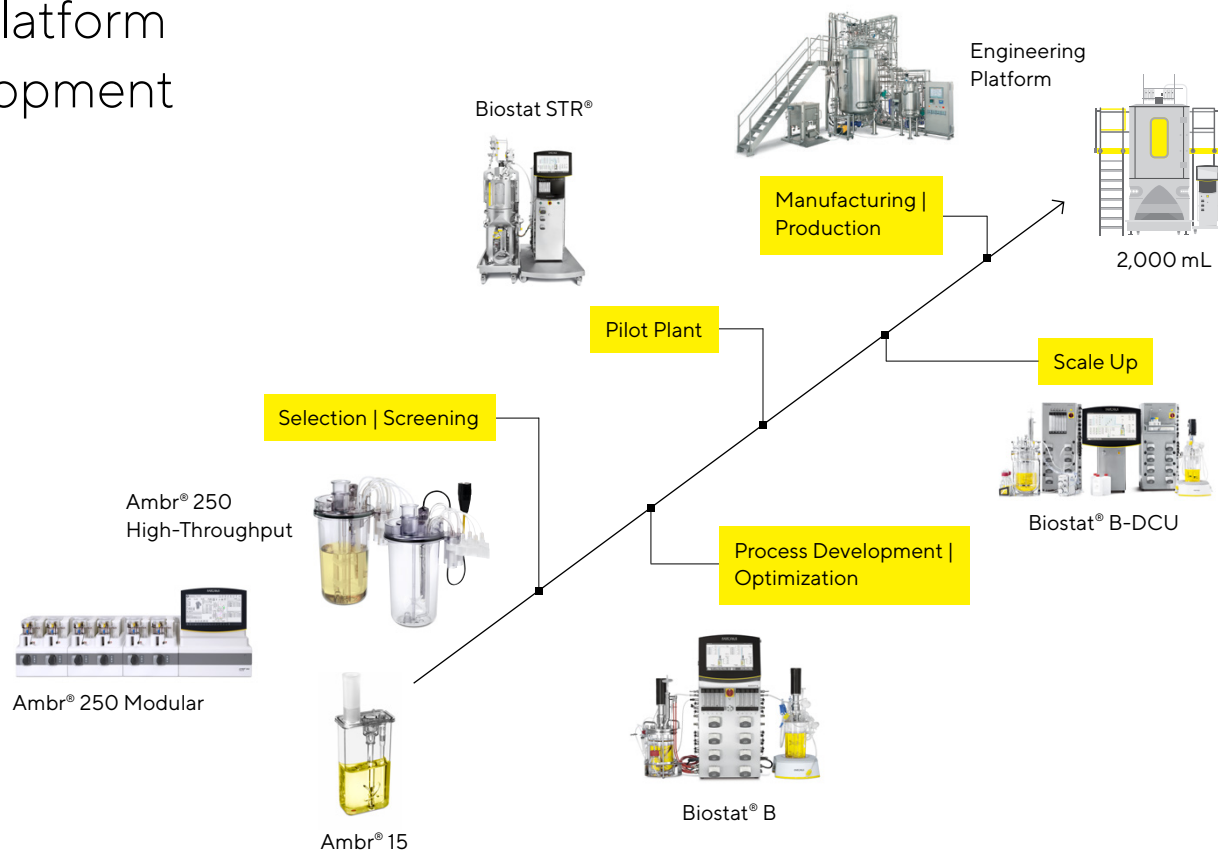 latform
opment
Engineering
Platform
Biostat STR®
Manufacturing |
Production
2,000 mL
Pilot Plant
Scale Up
Selection | Screening
Ambr® 250
High-Throughput
Biostat® B-DCU
Process Development |
Optimization
Ambr® 250 Modular
Biostat® B
Ambr® 15